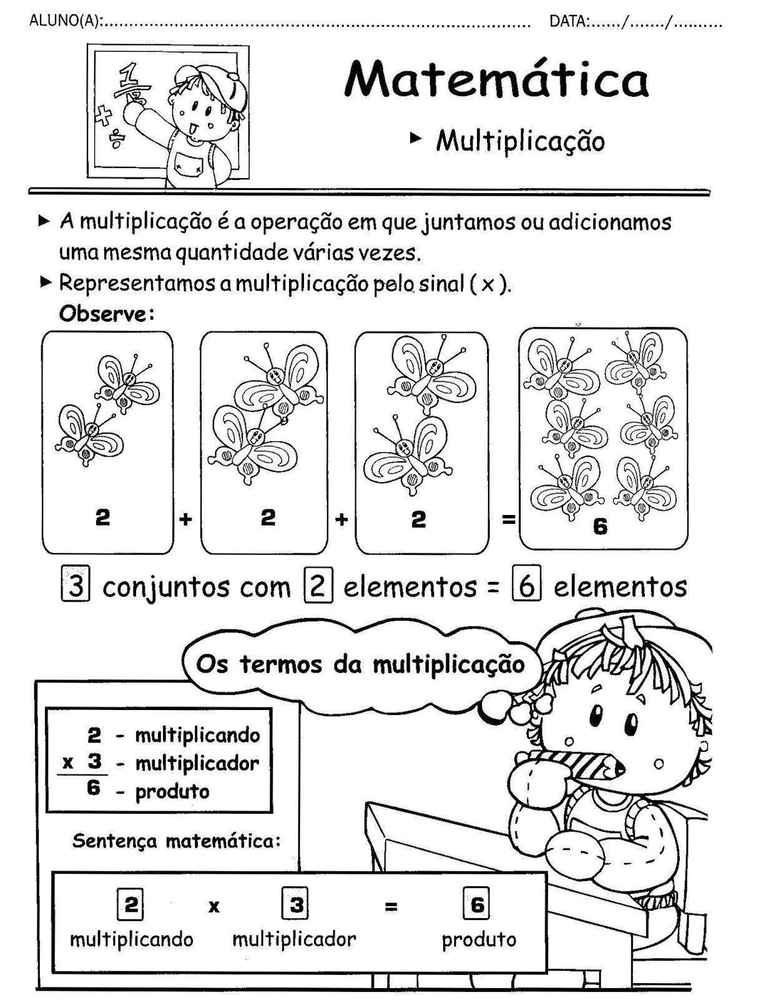 ALUNO(A):...................................................................................... DATA:....../......./..........
1
+
÷
Matemática
► Multiplicação
► A multiplicação é a operação em que juntamos ou adicionamos
uma mesma quantidade várias vezes.
► Representamos a multiplicação pelo sinal ( x ).
Observe:
2 + 2 + 2 = 6
3 conjuntos com 2 elementos = 6 elementos
Os termos da multiplicação
2 - multiplicando
x 3 - multiplicador
6 - produto
Sentença matemática:
2 x 3 = 6
multiplicando multiplicador produto